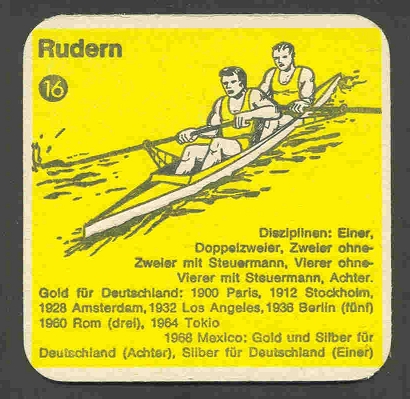 Rudern
16
Disziplinen: Einer,
Doppelzweier, Zweier ohne-
Zweier mit Steuermann, Vierer ohne-
Vierer mit Steuermann, Achter.
Gold für Deutschland: 1900 Paris, 1912 Stockholm,
1928 Amsterdam, 1932 Los Angeles, 1936 Berlin (fünf)
1960 Rom (drei), 1964 Tokio
1968 Mexico: Gold und Silber für
Deutschland (Achter), Silber für Deutschland (Einer)